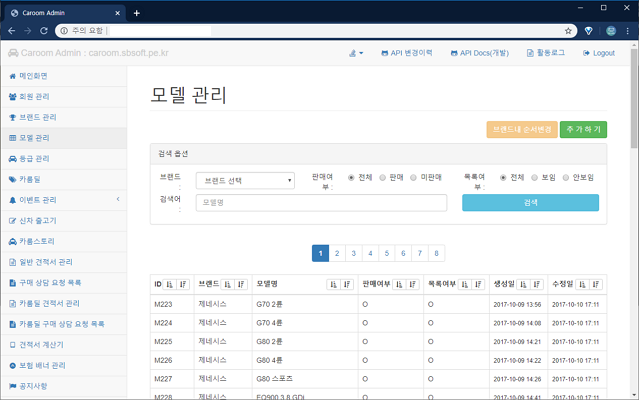 Caroom Admin
주의 요함
Caroom Admin : caroom.sbsoft.pe.kr
API 변경이력
API Docs(개발)
활동로그
Logout
메인화면
회원 관리
브랜드 관리
모델 관리
등급 관리
카룸딜
이벤트 관리
신차 출고기
카룸스토리
일반 견적서 관리
구매 상담 요청 목록
카룸딜 견적서 관리
카룸딜 구매 상담 요청 목록
견적서 계산기
보험 배너 관리
공지사항
모델 관리
브랜드내 순서변경 추 가 하 기
검색 옵션
브랜드 : 브랜드 선택 판매여부 : 전체 판매 미판매 목록여부 : 전체 보임 안보임
검색어 : 모델명 검색
1 2 3 4 5 6 7 8
ID 브랜드 모델명 판매여부 목록여부 생성일 수정일
M223 제네시스 G70 2륜 O O 2017-10-09 13:56 2017-10-10 17:11
M224 제네시스 G70 4륜 O O 2017-10-09 14:08 2017-10-10 17:11
M225 제네시스 G80 2륜 O O 2017-10-09 14:21 2017-10-10 17:11
M226 제네시스 G80 4륜 O O 2017-10-09 14:22 2017-10-10 17:11
M227 제네시스 G80 스포츠 O O 2017-10-09 14:26 2017-10-10 17:11
M228 제네시스 EQ900 3.8 GDi O O 2017-10-09 14:41 2017-10-10 17:11